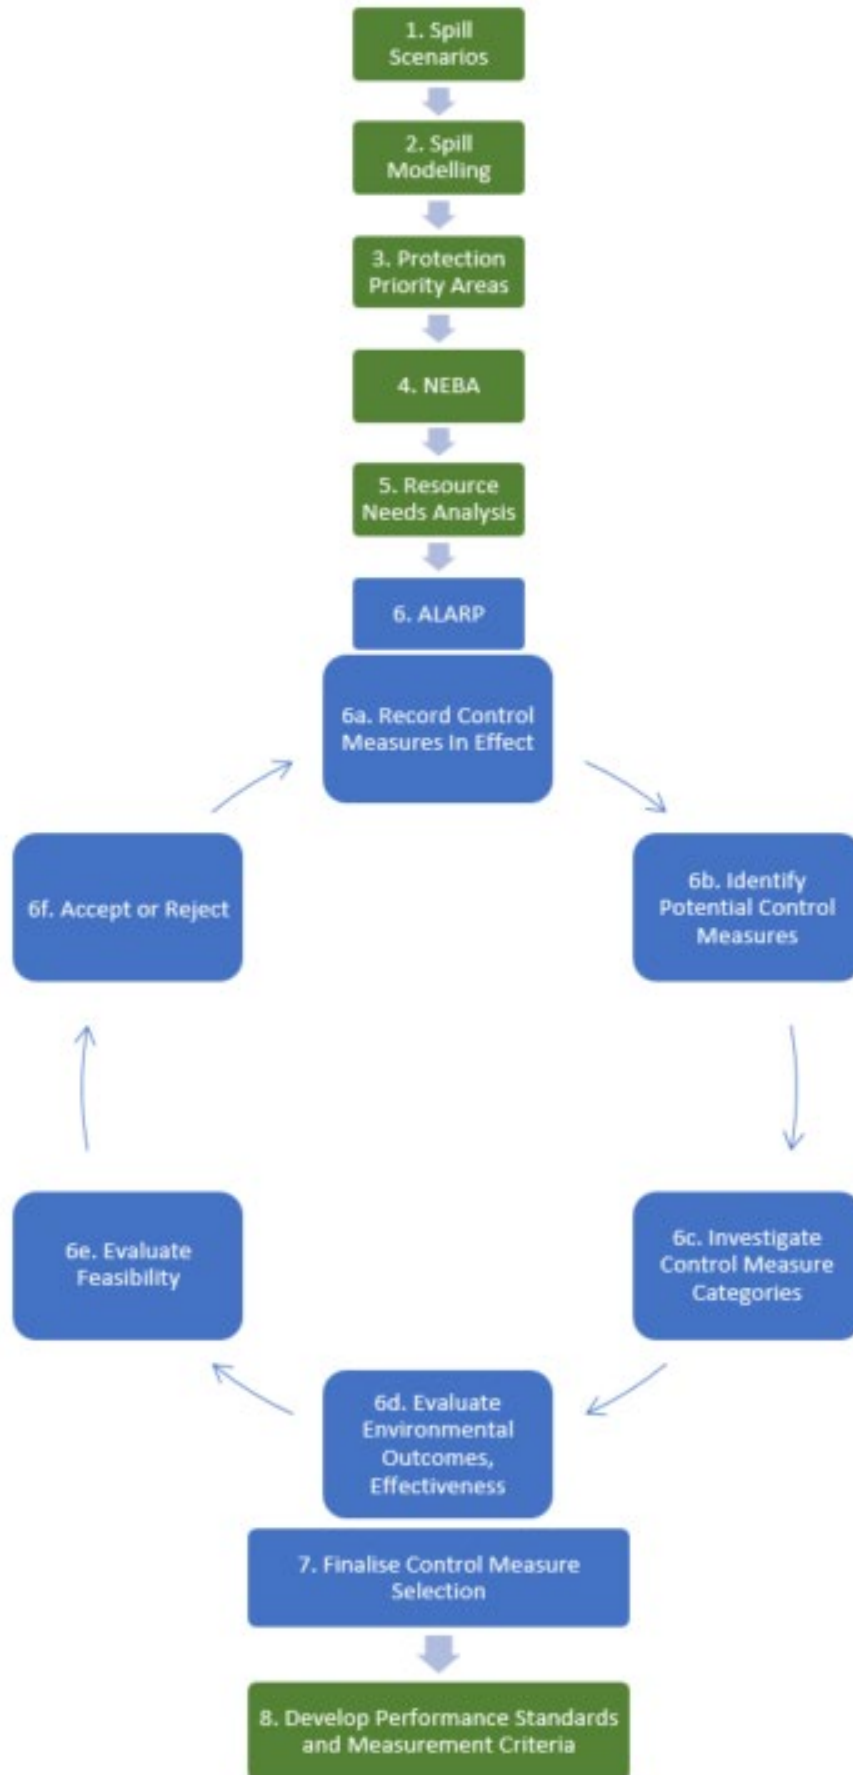 1. Spill
Scenarios
2. Spill
Modelling
3. Protection
Priority Areas
4. NEBA
5. Resource
Needs Analysis
6. ALARP
6a. Record Control
Measures In Effect
6b. Identify
Potential Control
Measures
6c. Investigate
Control Measure
Categories
6d. Evaluate
Environmental
Outcomes,
Effectiveness
6e. Evaluate
Feasibility
6f. Accept or Reject
7. Finalise Control Measure
Selection
8. Develop Performance Standards
and Measurement Criteria